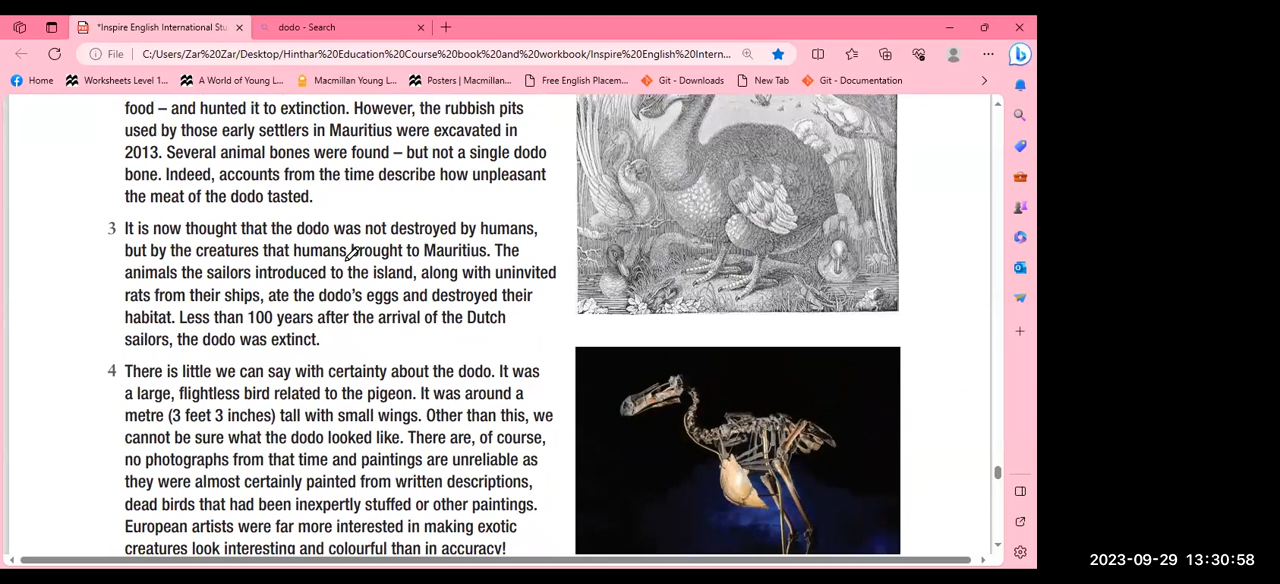 *Inspire English International Stu
dodo - Search
File
C:/Users/Zar%20Zar/Desktop/Hinthar%20Education%20Course%20book%20and%20workbook/Inspire%20English%20Intern...
Home
Worksheets Level 1...
A World of Young L...
Macmillan Young L...
Posters | Macmillan...
Free English Placem...
Git - Downloads
New Tab
Git - Documentation
food – and hunted it to extinction. However, the rubbish pits
used by those early settlers in Mauritius were excavated in
2013. Several animal bones were found – but not a single dodo
bone. Indeed, accounts from the time describe how unpleasant
the meat of the dodo tasted.
3 It is now thought that the dodo was not destroyed by humans,
but by the creatures that humans brought to Mauritius. The
animals the sailors introduced to the island, along with uninvited
rats from their ships, ate the dodo's eggs and destroyed their
habitat. Less than 100 years after the arrival of the Dutch
sailors, the dodo was extinct.
4 There is little we can say with certainty about the dodo. It was
a large, flightless bird related to the pigeon. It was around a
metre (3 feet 3 inches) tall with small wings. Other than this, we
cannot be sure what the dodo looked like. There are, of course,
no photographs from that time and paintings are unreliable as
they were almost certainly painted from written descriptions,
dead birds that had been inexpertly stuffed or other paintings.
European artists were far more interested in making exotic
creatures look interesting and colourful than in accuracy!
2023-09-29 13:30:58